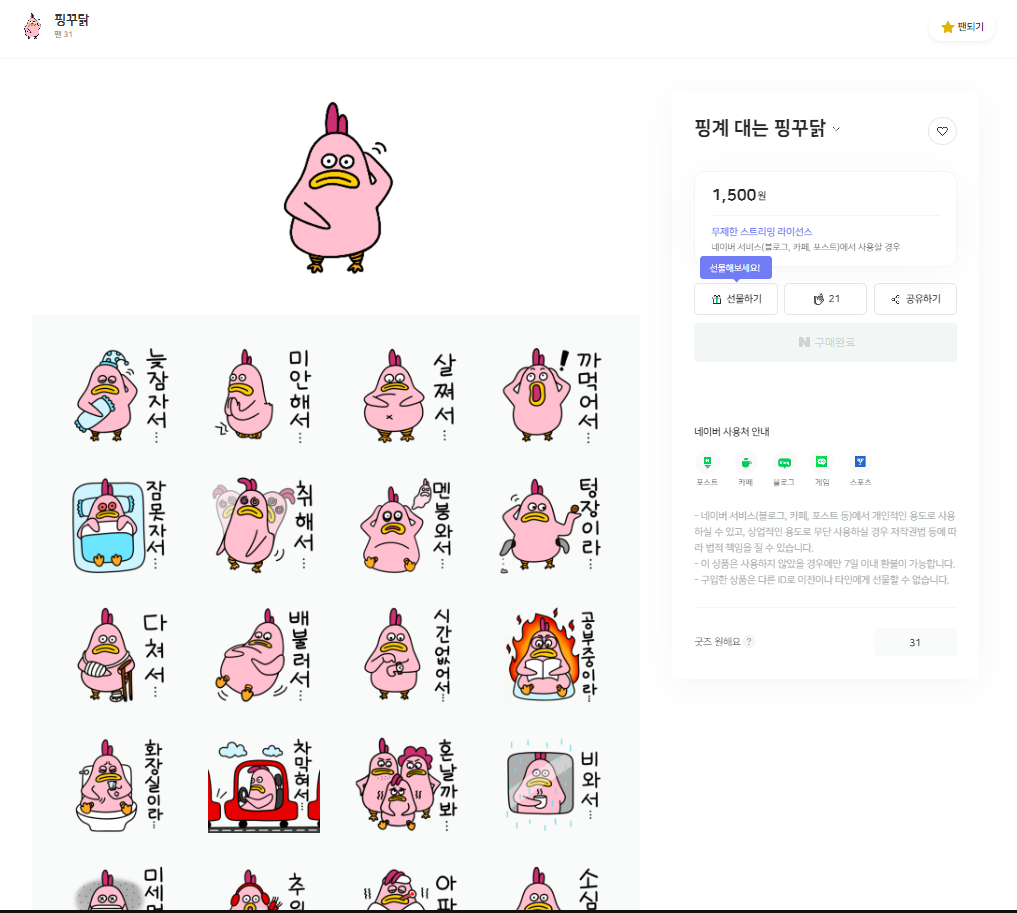 핑꾸닭
팬 31
팬되기
핑계 대는 핑꾸닭
1,500원
무제한 스트리밍 라이선스
네이버 서비스(블로그, 카페, 포스트)에서 사용할 경우
선물해보세요!
선물하기
21
공유하기
N 구매완료
네이버 사용처 안내
포스트
카페
블로그
게임
스포츠
- 네이버 서비스(블로그, 카페, 포스트 등)에서 개인적인 용도로 사용
하실 수 있고, 상업적인 용도로 무단 사용하실 경우 저작권법 등에 따
라 법적 책임을 질 수 있습니다.
- 이 상품은 사용하지 않았을 경우에만 7일 이내 환불이 가능합니다.
- 구입한 상품은 다른 ID로 이전이나 타인에게 선물할 수 없습니다.
굿즈 원해요 ?
31
늦잠자서...
미안해서...
살쪄서...
까먹어서...
잠못자서...
취해서...
멘붕와서...
텅장이라...
다쳐서...
배불러서...
시간없어서...
공부중이라...
화장실이라...
차막혀서...
혼날까봐...
비와서...
미세
추
아
소심